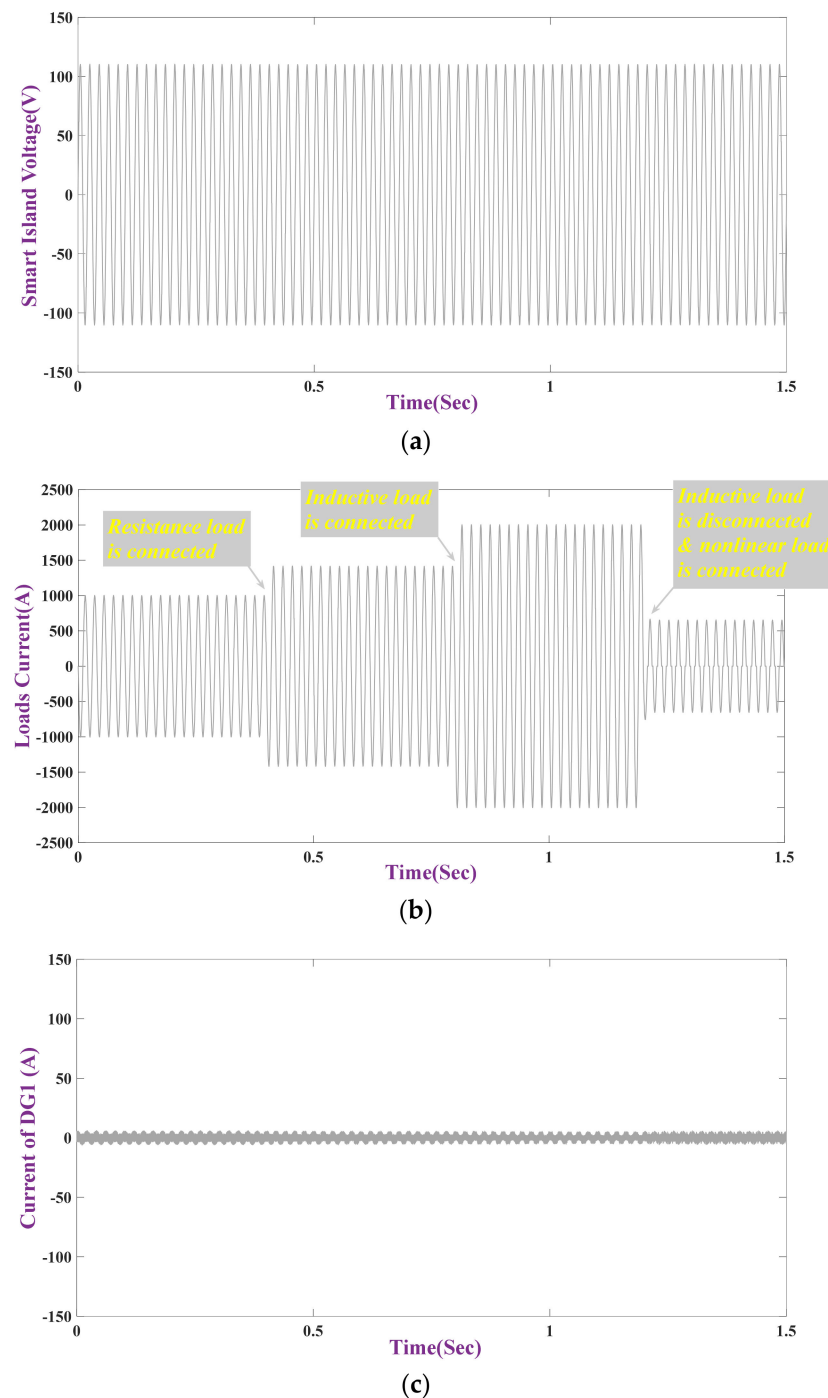 150
100
50
0
-50
-100
-150
Smart Island Voltage(V)
0
0.5
1
1.5
Time(Sec)
(a)
2500
2000
1500
1000
500
0
-500
-1000
-1500
-2000
-2500
Loads Current(A)
Resistance load
is connected
Inductive load
is connected
Inductive load
is disconnected
& nonlinear load
is connected
0
0.5
1
1.5
Time(Sec)
(b)
150
100
50
0
-50
-100
-150
Current of DG1 (A)
0
0.5
1
1.5
Time(Sec)
(c)